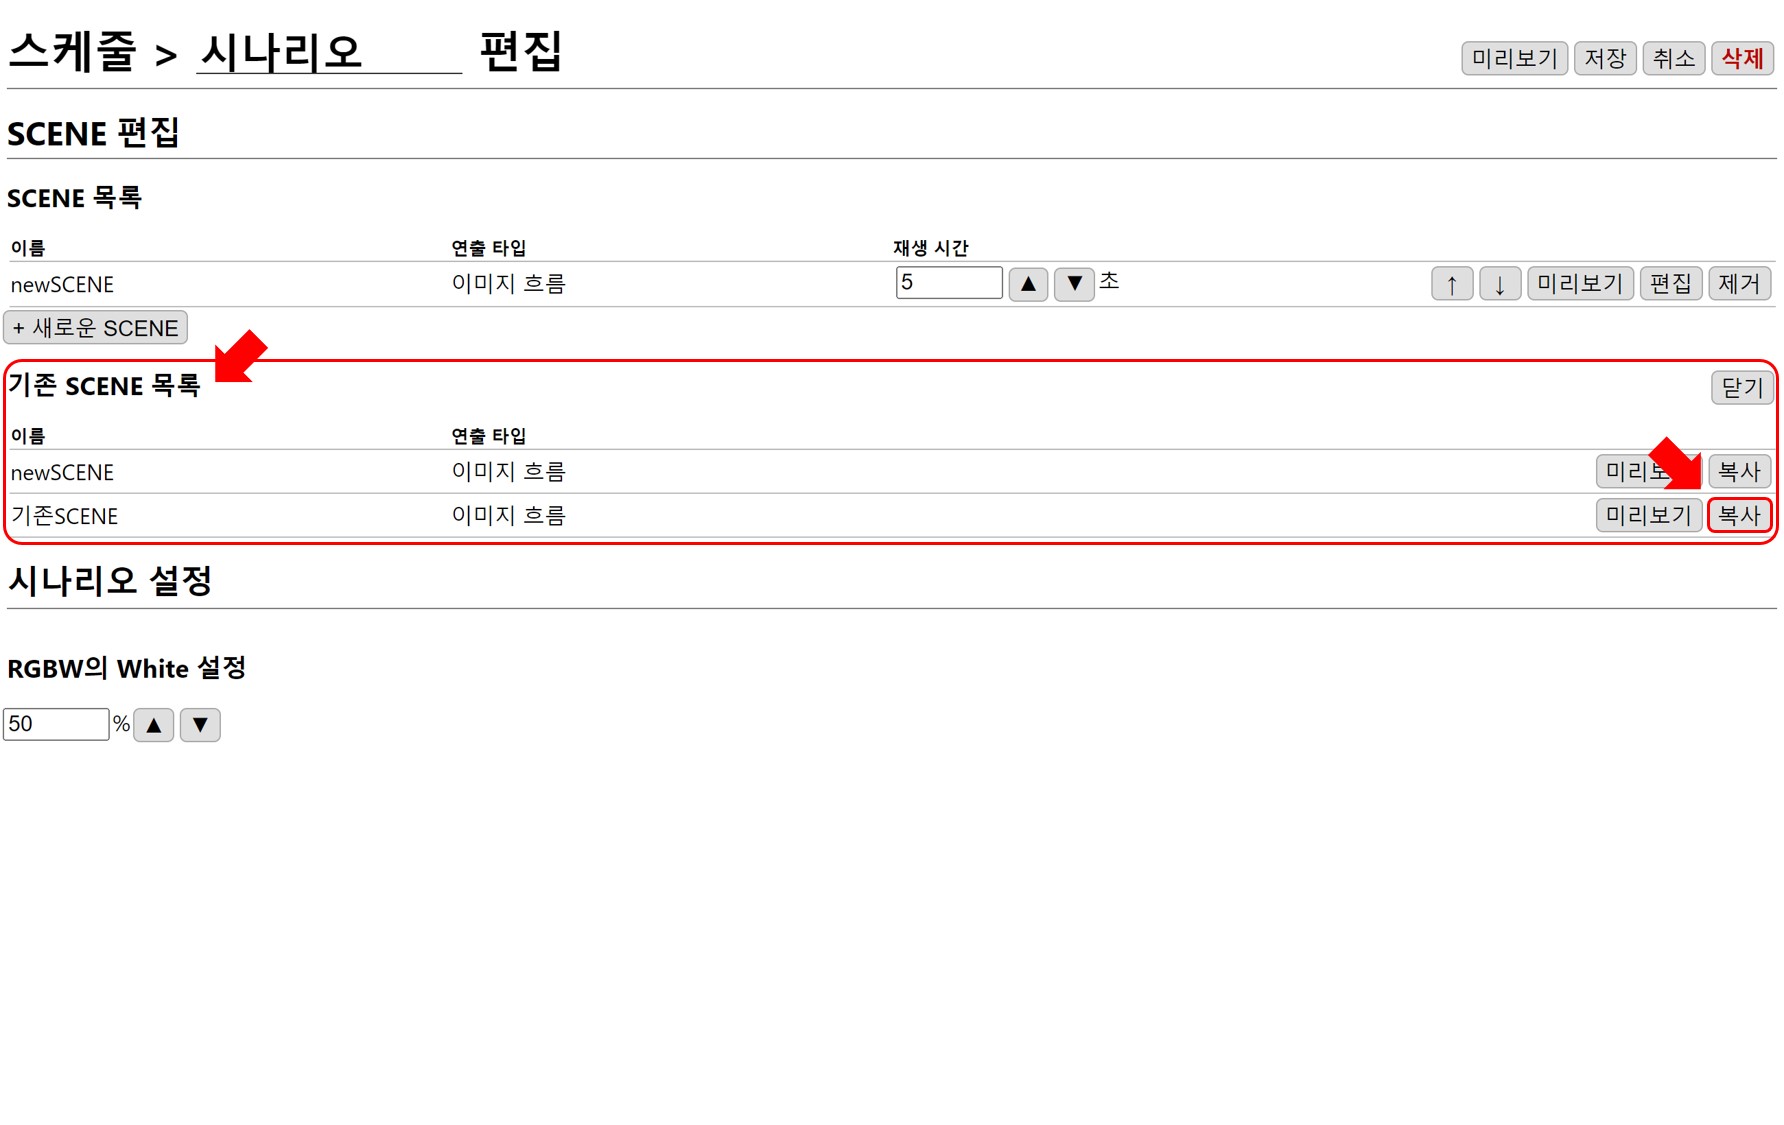 스케줄 > 시나리오 편집 미리보기 저장 취소 삭제
SCENE 편집
SCENE 목록
이름 연출 타입 재생 시간
newSCENE 이미지 흐름 5 ▲ ▼ 초 ↑ ↓ 미리보기 편집 제거
+ 새로운 SCENE
기존 SCENE 목록 닫기
이름 연출 타입
newSCENE 이미지 흐름 복사
기존SCENE 이미지 흐름 미리보기 복사
시나리오 설정
RGBW의 White 설정
50 % ▲ ▼